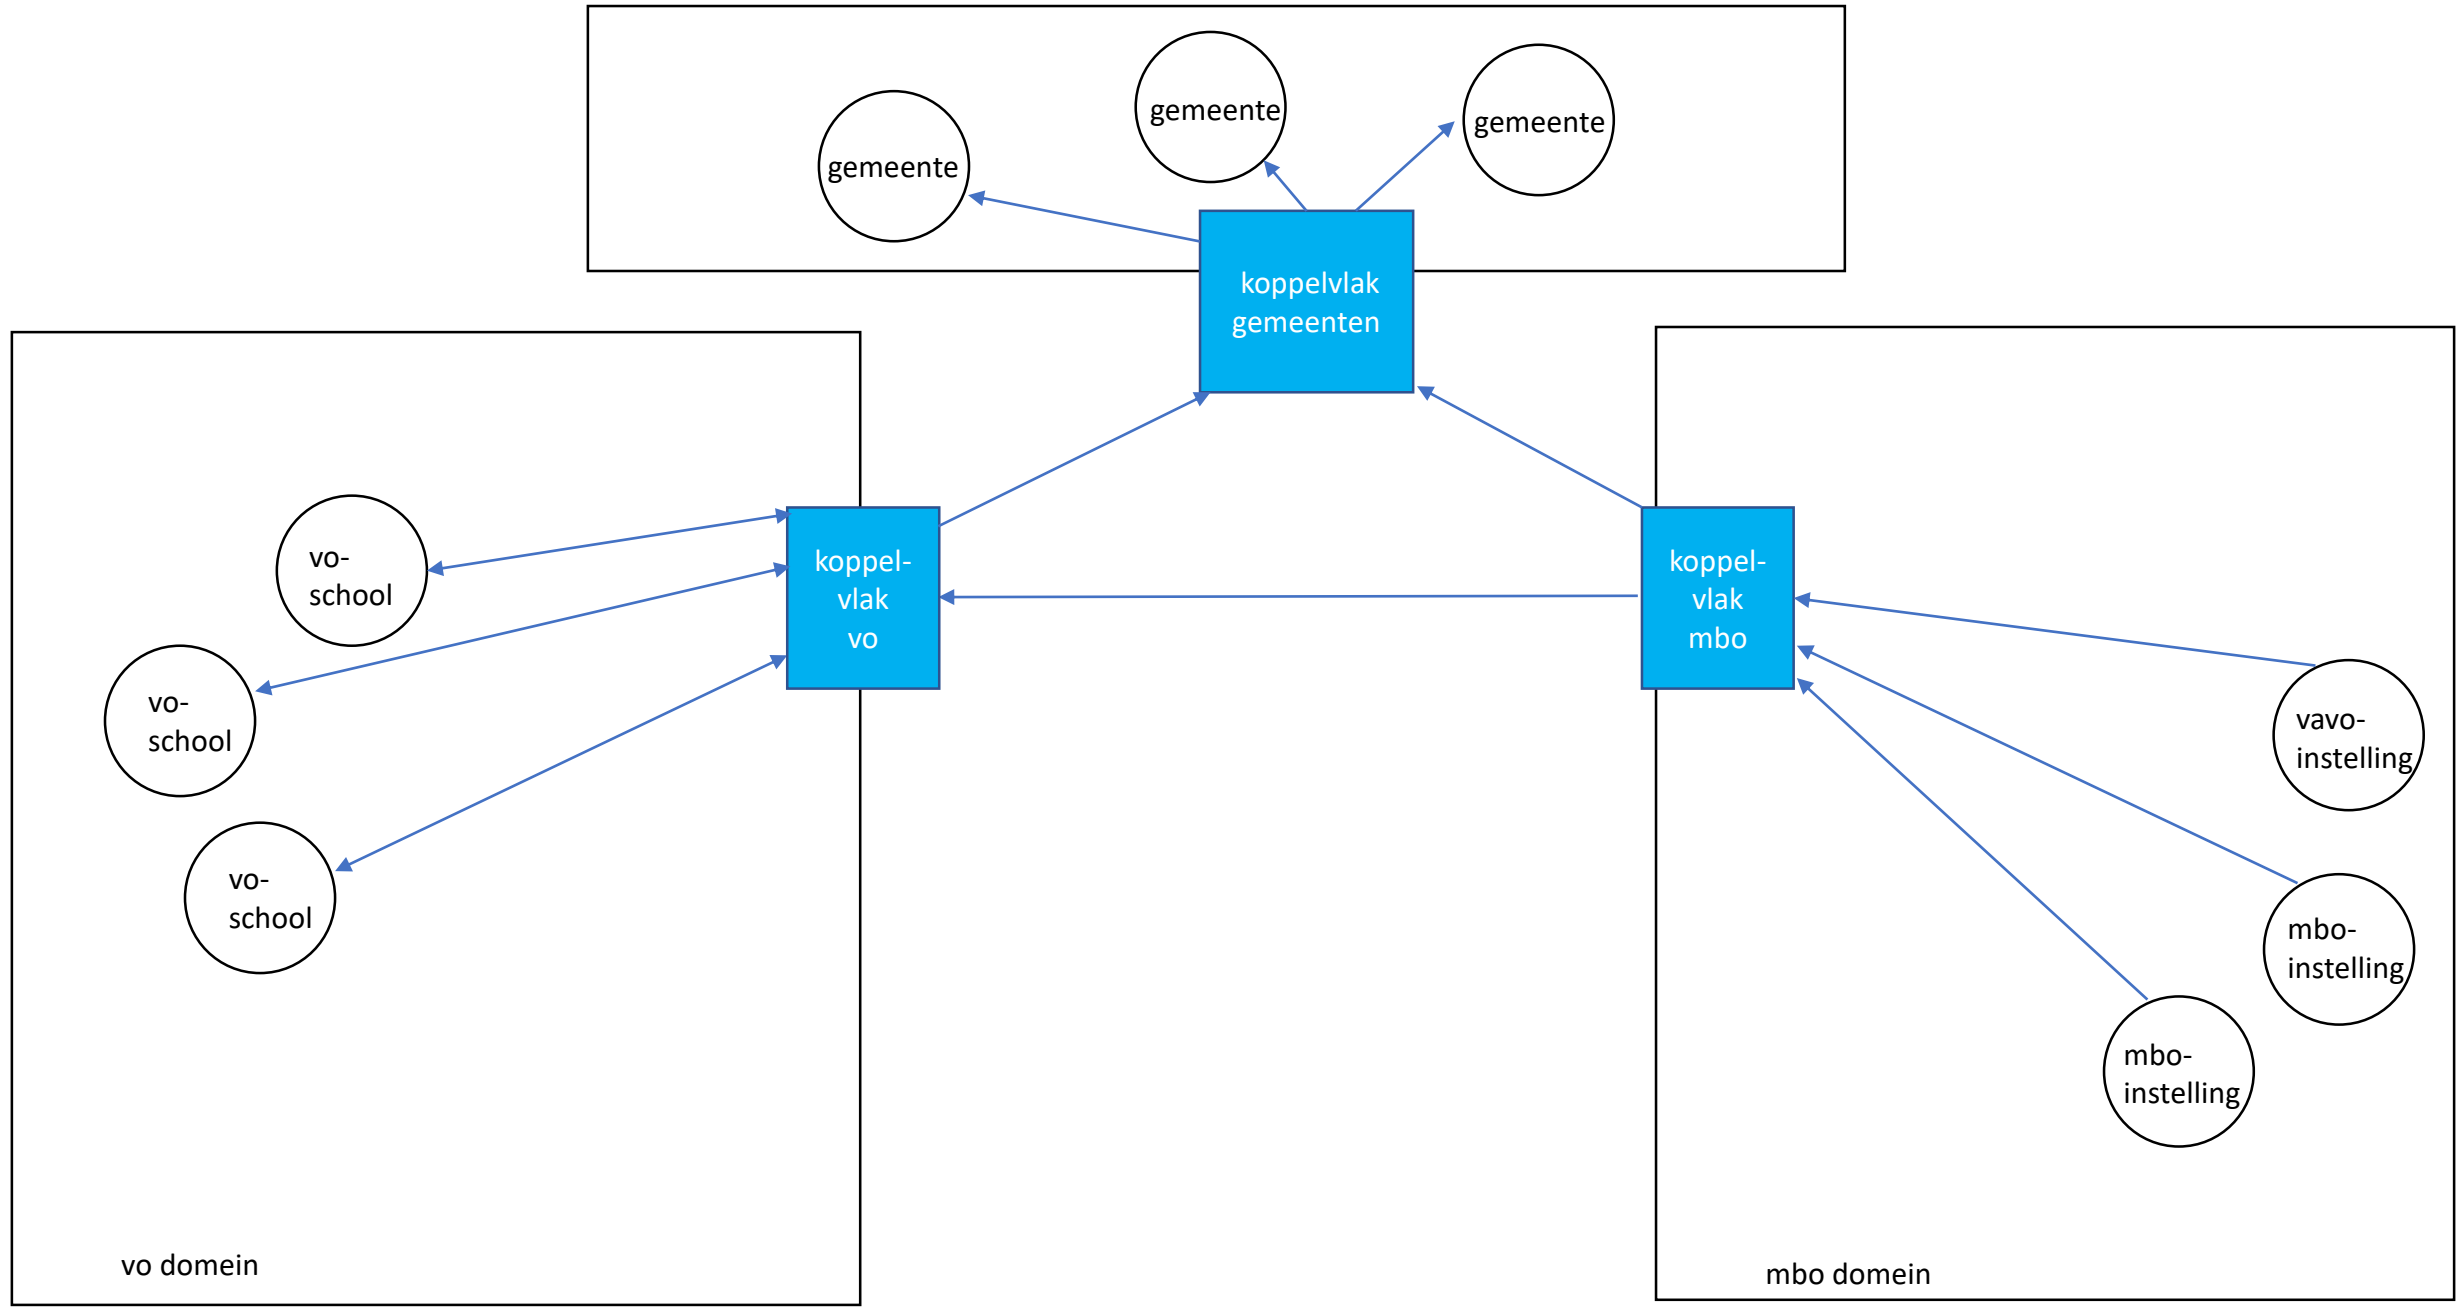 gemeente
gemeente
gemeente
koppelvlak
gemeenten
vo-
school
vo-
school
vo-
school
koppel-
vlak
vo
koppel-
vlak
mbo
vavo-
instelling
mbo-
instelling
mbo-
instelling
vo domein
mbo domein